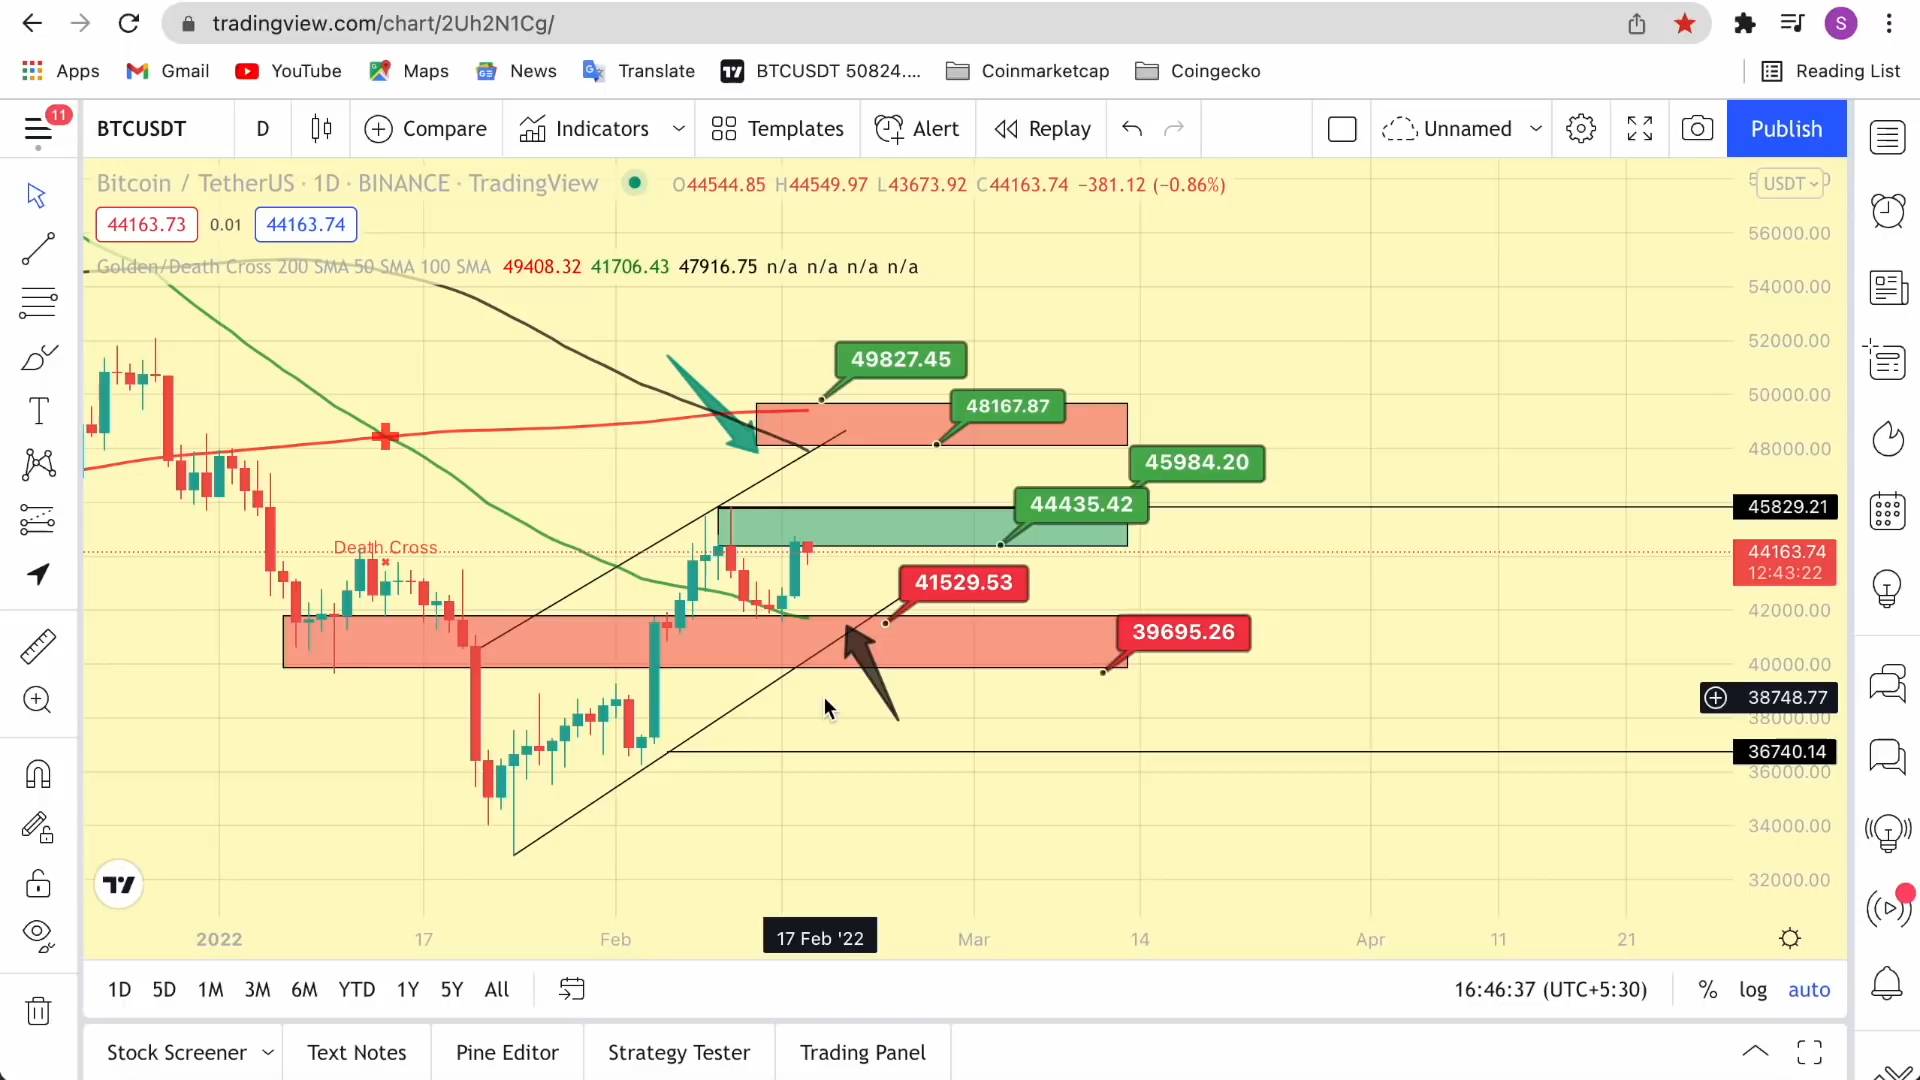 tradingview.com/chart/2Uh2N1Cg/
S
Apps Gmail YouTube Maps News Translate BTCUSDT 50824.... Coinmarketcap Coingecko Reading List
11
BTCUSDT D Compare Indicators Templates Alert Replay Unnamed Publish
Bitcoin / TetherUS · 1D · BINANCE · TradingView O44544.85 H44549.97 L43673.92 C44163.74 −381.12 (−0.86%)
USDT
44163.73 0.01 44163.74
56000.00
Golden/Death Cross 200 SMA 50 SMA 100 SMA 49408.32 41706.43 47916.75 n/a n/a n/a n/a
54000.00
52000.00
49827.45
50000.00
48167.87
48000.00
45984.20
44435.42
45829.21
Death Cross
44163.74
12:43:22
41529.53
42000.00
39695.26
40000.00
38748.77
38000.00
36740.14
36000.00
34000.00
32000.00
2022 17 Feb 17 Feb '22 Mar 14 Apr 11 21
1D 5D 1M 3M 6M YTD 1Y 5Y All 16:46:37 (UTC+5:30) % log auto
Stock Screener Text Notes Pine Editor Strategy Tester Trading Panel